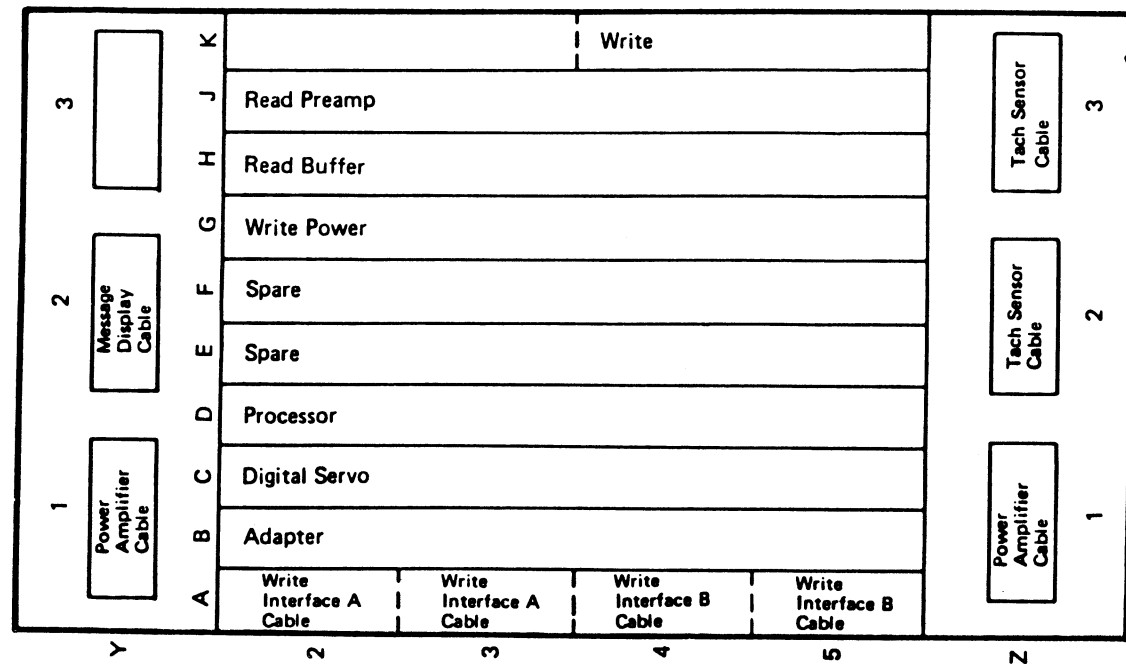 K
Write
J
Read Preamp
H
Read Buffer
G
Write Power
F
Spare
E
Spare
D
Processor
C
Digital Servo
B
Adapter
A
Write
Interface A
Cable
Write
Interface A
Cable
Write
Interface B
Cable
Write
Interface B
Cable
2
3
4
5
Y
3
2
Message
Display
Cable
1
Power
Amplifier
Cable
Z
Tach Sensor
Cable
3
Tach Sensor
Cable
2
Power
Amplifier
Cable
1